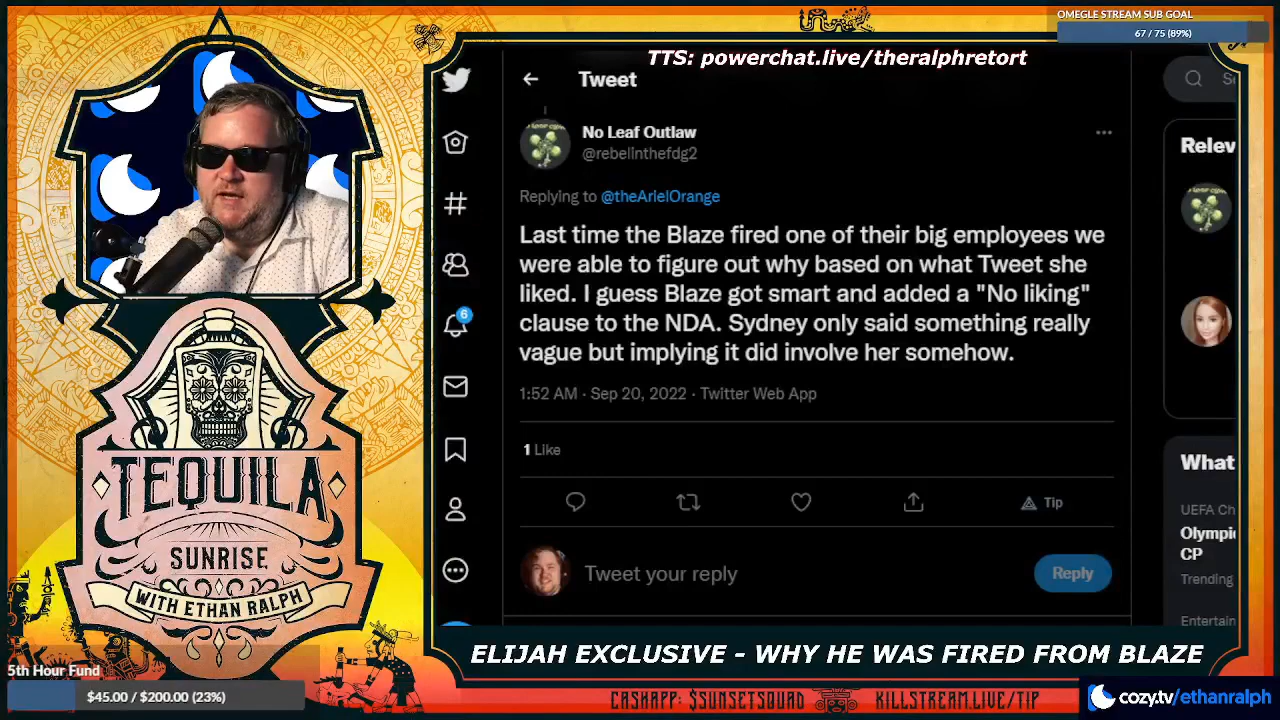 OMEGLE STREAM SUB GOAL
67 / 75 (89%)
TTS: powerchat.live/theralphretort
Tweet
No Leaf Outlaw
@rebelinthefdg2
Replying to @theArielOrange
Last time the Blaze fired one of their big employees we
were able to figure out why based on what Tweet she
liked. I guess Blaze got smart and added a "No liking"
clause to the NDA. Sydney only said something really
vague but implying it did involve her somehow.
1:52 AM · Sep 20, 2022 · Twitter Web App
1 Like
Tip
Tweet your reply
Reply
6
Relev
What
UEFA Ch
Olympic
CP
Trending
Entertain
TEQUILA
SUNRISE
WITH ETHAN RALPH
5th Hour Fund
$45.00 / $200.00 (23%)
ELIJAH EXCLUSIVE - WHY HE WAS FIRED FROM BLAZE
CASHAPP: $SUNSETSQUAD
KILLSTREAM.LIVE/TIP
cozy.tv/ethanralph